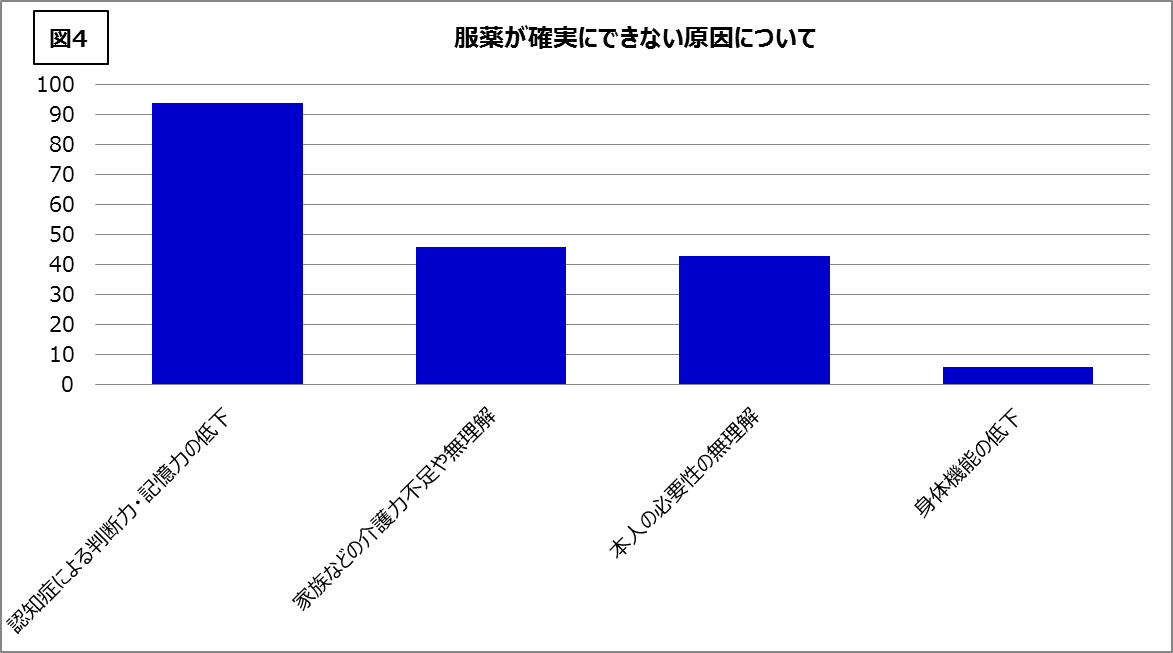 図4
服薬が確実にできない原因について
100
90
80
70
60
50
40
30
20
10
0
認知症による判断力・記憶力の低下
家族などの介護力不足や無理解
本人の必要性の無理解
身体機能の低下